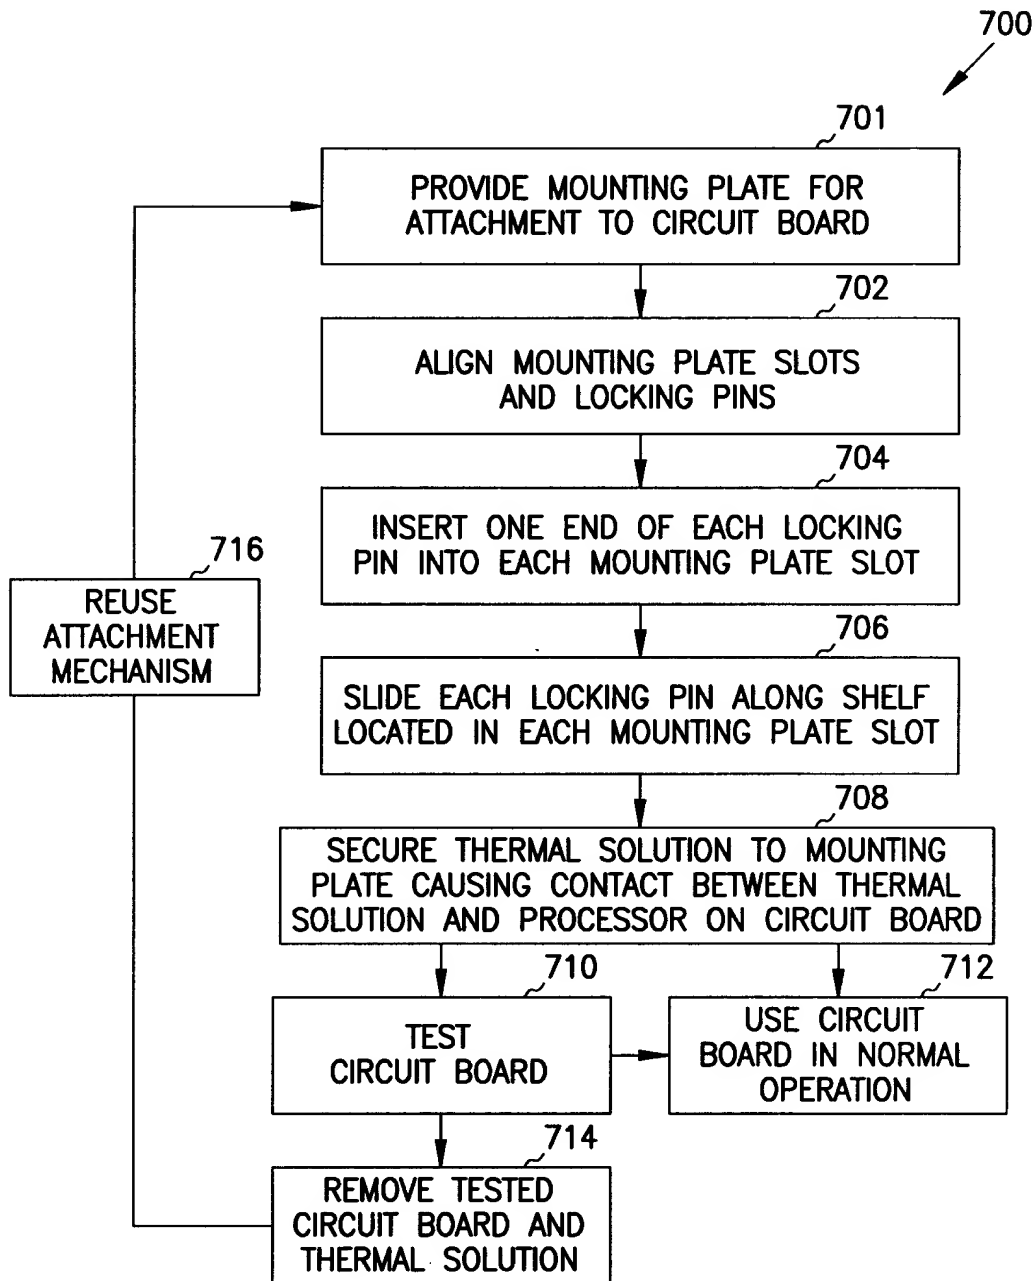 700
701
PROVIDE MOUNTING PLATE FOR
ATTACHMENT TO CIRCUIT BOARD
702
ALIGN MOUNTING PLATE SLOTS
AND LOCKING PINS
704
INSERT ONE END OF EACH LOCKING
PIN INTO EACH MOUNTING PLATE SLOT
716
REUSE
ATTACHMENT
MECHANISM
706
SLIDE EACH LOCKING PIN ALONG SHELF
LOCATED IN EACH MOUNTING PLATE SLOT
708
SECURE THERMAL SOLUTION TO MOUNTING
PLATE CAUSING CONTACT BETWEEN THERMAL
SOLUTION AND PROCESSOR ON CIRCUIT BOARD
710
TEST
CIRCUIT BOARD
712
USE CIRCUIT
BOARD IN NORMAL
OPERATION
714
REMOVE TESTED
CIRCUIT BOARD AND
THERMAL SOLUTION